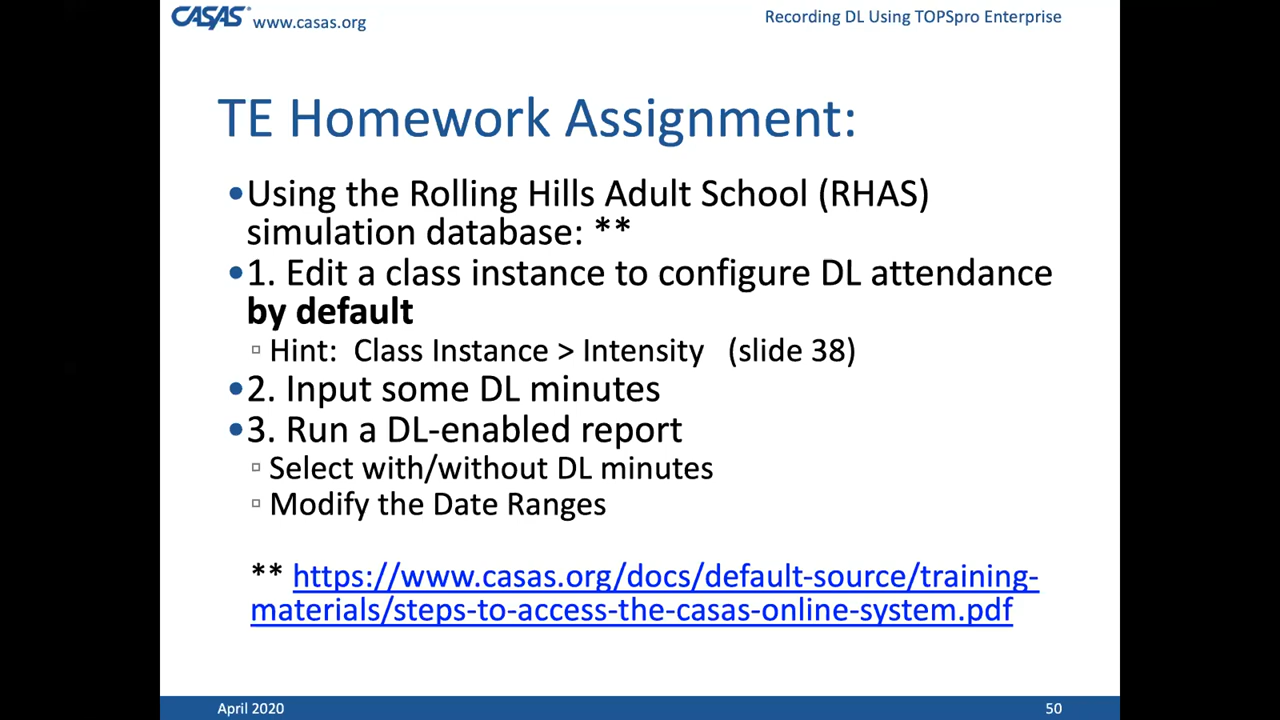 CASAS® www.casas.org
Recording DL Using TOPSpro Enterprise
TE Homework Assignment:
•Using the Rolling Hills Adult School (RHAS)
simulation database: **
•1. Edit a class instance to configure DL attendance
by default
▫ Hint: Class Instance > Intensity (slide 38)
•2. Input some DL minutes
•3. Run a DL-enabled report
▫ Select with/without DL minutes
▫ Modify the Date Ranges
** https://www.casas.org/docs/default-source/training-
materials/steps-to-access-the-casas-online-system.pdf
April 2020
50